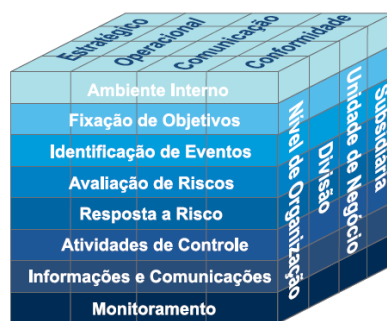 Estratégico
Operacional
Comunicação
Conformidade
Ambiente Interno
Fixação de Objetivos
Identificação de Eventos
Avaliação de Riscos
Resposta a Risco
Atividades de Controle
Informações e Comunicações
Monitoramento
Nível de Organização
Divisão
Unidade de Negócio
Subsidiaria